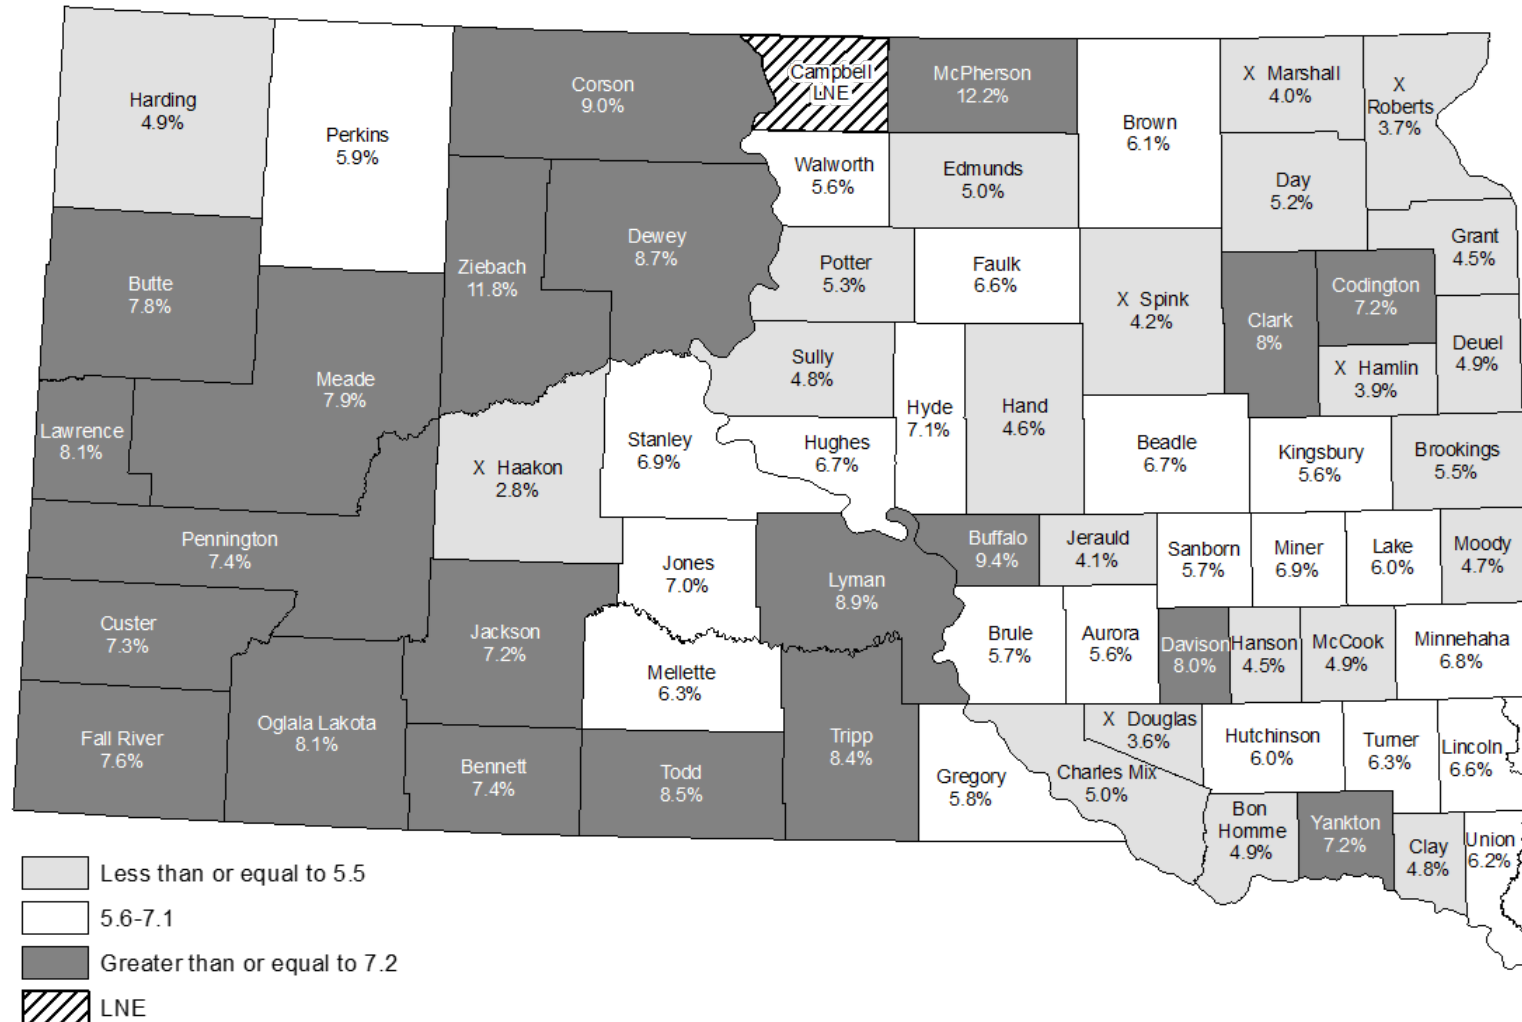 Harding
4.9%
Perkins
5.9%
Corson
9.0%
Campbell
LNE
McPherson
12.2%
Brown
6.1%
X Marshall
4.0%
X
Roberts
3.7%
Walworth
5.6%
Edmunds
5.0%
Day
5.2%
Butte
7.8%
Ziebach
11.8%
Dewey
8.7%
Potter
5.3%
Faulk
6.6%
X Spink
4.2%
Grant
4.5%
Codington
7.2%
Clark
8%
Deuel
4.9%
X Hamlin
3.9%
Meade
7.9%
Sully
4.8%
Hyde
7.1%
Hand
4.6%
Lawrence
8.1%
X Haakon
2.8%
Stanley
6.9%
Hughes
6.7%
Beadle
6.7%
Kingsbury
5.6%
Brookings
5.5%
Pennington
7.4%
Jones
7.0%
Lyman
8.9%
Buffalo
9.4%
Jerauld
4.1%
Sanborn
5.7%
Miner
6.9%
Lake
6.0%
Moody
4.7%
Custer
7.3%
Jackson
7.2%
Mellette
6.3%
Brule
5.7%
Aurora
5.6%
Davison
8.0%
Hanson
4.5%
McCook
4.9%
Minnehaha
6.8%
Fall River
7.6%
Oglala Lakota
8.1%
Bennett
7.4%
Todd
8.5%
Tripp
8.4%
Gregory
5.8%
Charles Mix
5.0%
X Douglas
3.6%
Hutchinson
6.0%
Turner
6.3%
Lincoln
6.6%
Bon
Homme
4.9%
Yankton
7.2%
Clay
4.8%
Union
6.2%
Less than or equal to 5.5
5.6-7.1
Greater than or equal to 7.2
LNE